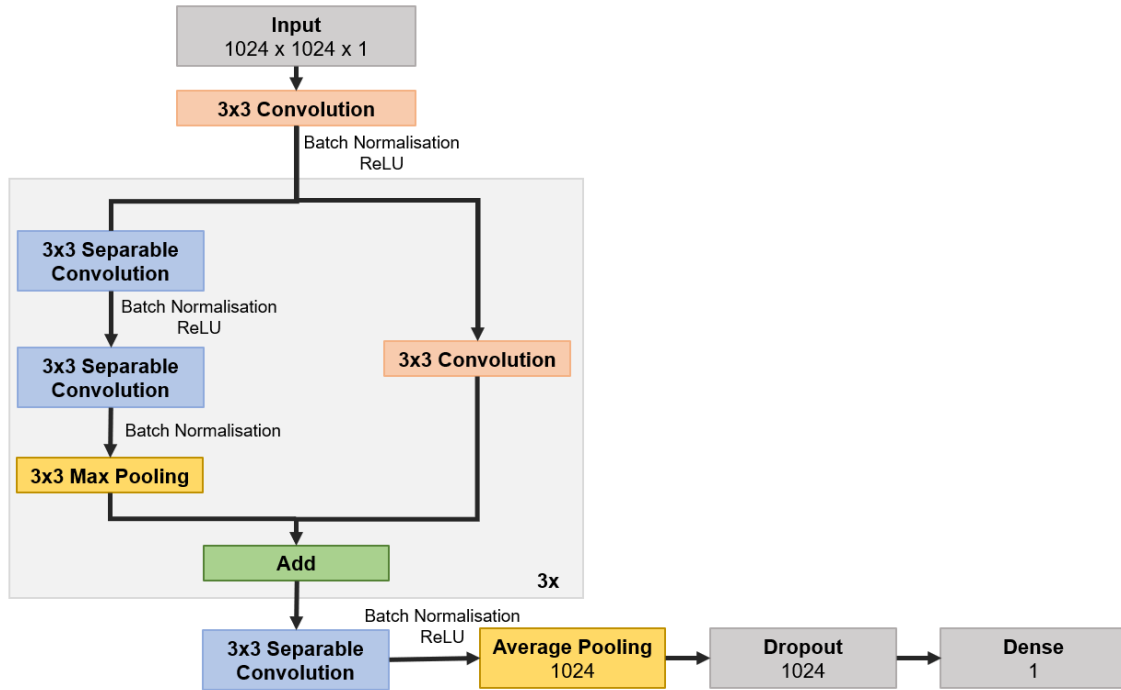 Input
1024 x 1024 x 1
3x3 Convolution
Batch Normalisation
ReLU
3x3 Separable
Convolution
Batch Normalisation
ReLU
3x3 Separable
Convolution
3x3 Convolution
Batch Normalisation
3x3 Max Pooling
Add
3x
Batch Normalisation
ReLU
3x3 Separable
Convolution
Average Pooling
1024
Dropout
1024
Dense
1